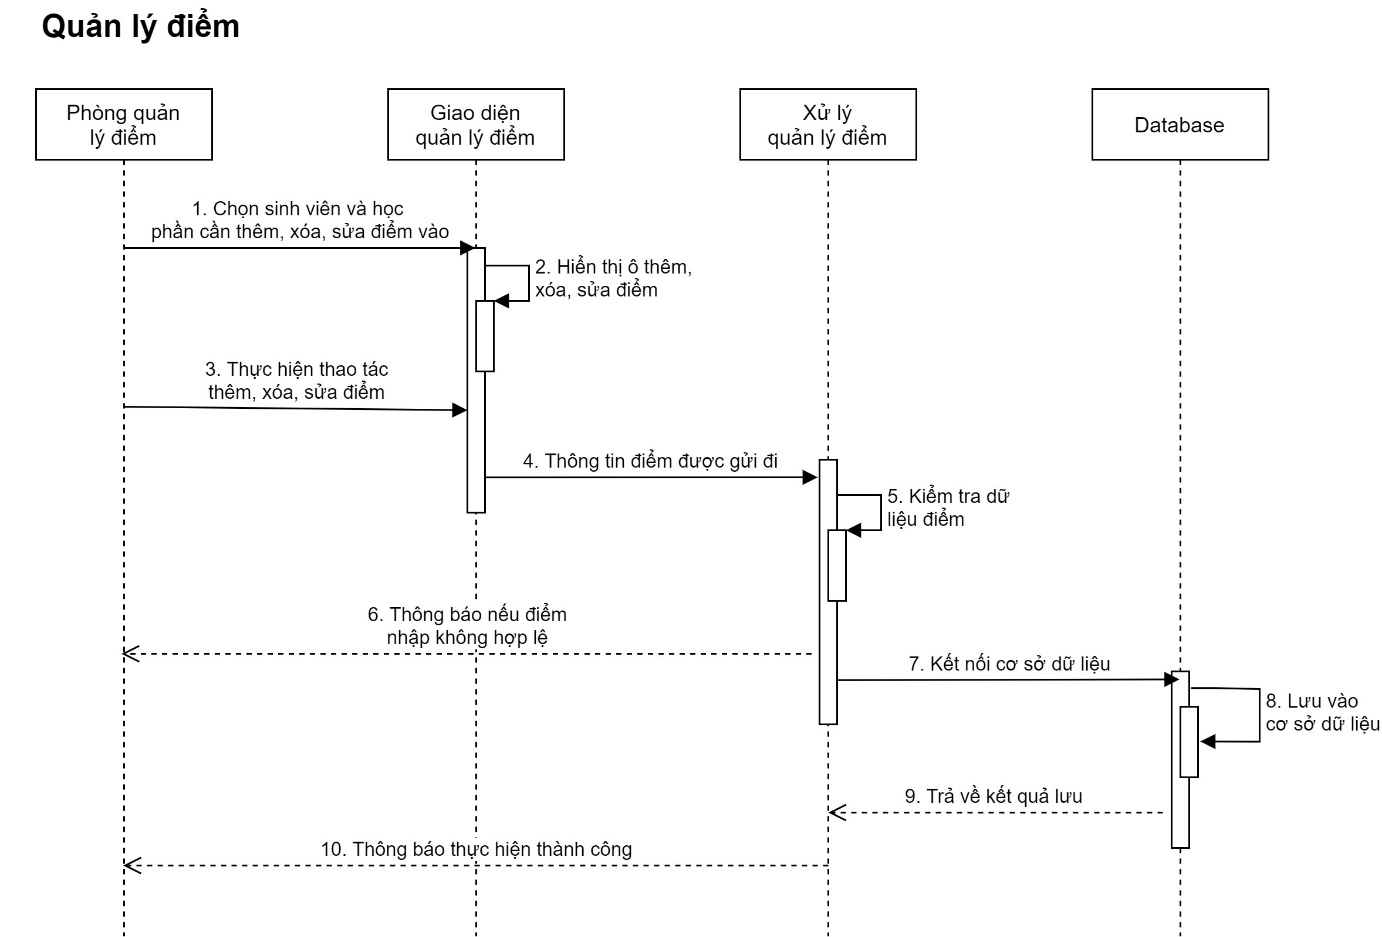 Quản lý điểm
Phòng quản
lý điểm
Giao diện
quản lý điểm
Xử lý
quản lý điểm
Database
1. Chọn sinh viên và học
phần cần thêm, xóa, sửa điểm vào
2. Hiển thị ô thêm,
xóa, sửa điểm
3. Thực hiện thao tác
thêm, xóa, sửa điểm
4. Thông tin điểm được gửi đi
5. Kiểm tra dữ
liệu điểm
6. Thông báo nếu điểm
nhập không hợp lệ
7. Kết nối cơ sở dữ liệu
8. Lưu vào
cơ sở dữ liệu
9. Trả về kết quả lưu
10. Thông báo thực hiện thành công